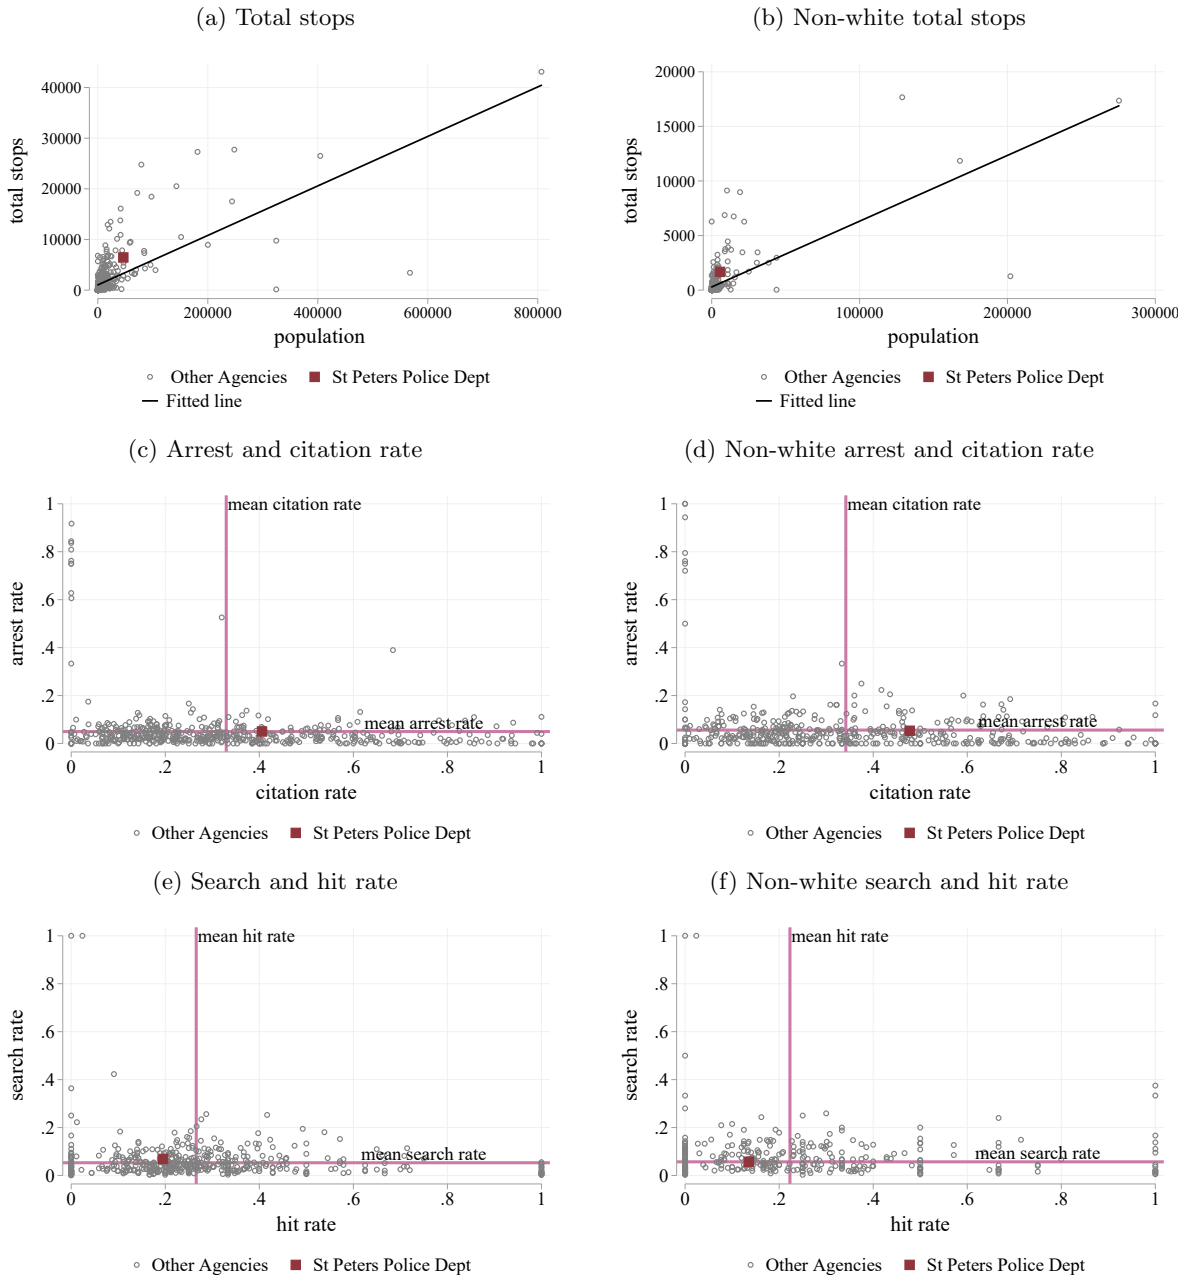 (a) Total stops
(b) Non-white total stops
total stops
40000
30000
20000
10000
0
0
200000
400000
600000
800000
population
Other Agencies
St Peters Police Dept
Fitted line
total stops
20000
15000
10000
5000
0
0
100000
200000
300000
population
Other Agencies
St Peters Police Dept
Fitted line
(c) Arrest and citation rate
(d) Non-white arrest and citation rate
arrest rate
1
.8
.6
.4
.2
0
mean citation rate
mean arrest rate
0
.2
.4
.6
.8
1
citation rate
Other Agencies
St Peters Police Dept
arrest rate
1
.8
.6
.4
.2
0
mean citation rate
mean arrest rate
0
.2
.4
.6
.8
1
citation rate
Other Agencies
St Peters Police Dept
(e) Search and hit rate
(f) Non-white search and hit rate
search rate
1
.8
.6
.4
.2
0
mean hit rate
mean search rate
0
.2
.4
.6
.8
1
hit rate
Other Agencies
St Peters Police Dept
search rate
1
.8
.6
.4
.2
0
mean hit rate
mean search rate
0
.2
.4
.6
.8
1
hit rate
Other Agencies
St Peters Police Dept